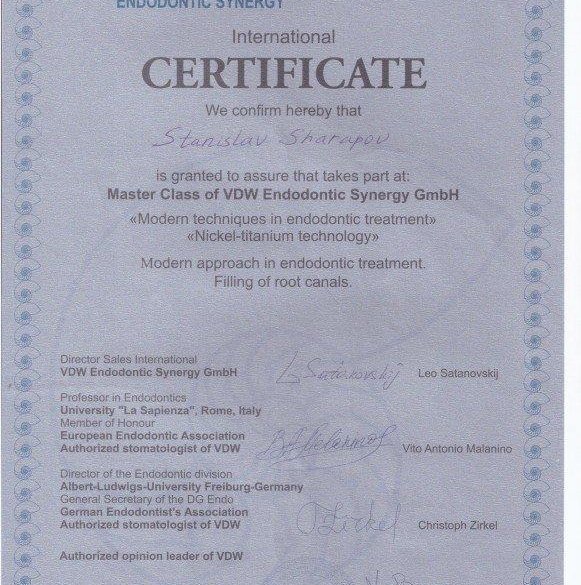 ENDODONTIC SYNERGY
International
CERTIFICATE
We confirm hereby that
Stanislav Sharapov
is granted to assure that takes part at:
Master Class of VDW Endodontic Synergy GmbH
«Modern techniques in endodontic treatment»
«Nickel-titanium technology»
Modern approach in endodontic treatment.
Filling of root canals.
Director Sales International
VDW Endodontic Synergy GmbH
L Satanovskij
Leo Satanovskij
Professor in Endodontics
University "La Sapienza", Rome, Italy
Member of Honour
European Endodontic Association
Authorized stomatologist of VDW
Vito Antonio Malanino
Director of the Endodontic division
Albert-Ludwigs-University Freiburg-Germany
General Secretary of the DG Endo
German Endodontist's Association
Authorized stomatologist of VDW
Zirkel
Christoph Zirkel
Authorized opinion leader of VDW